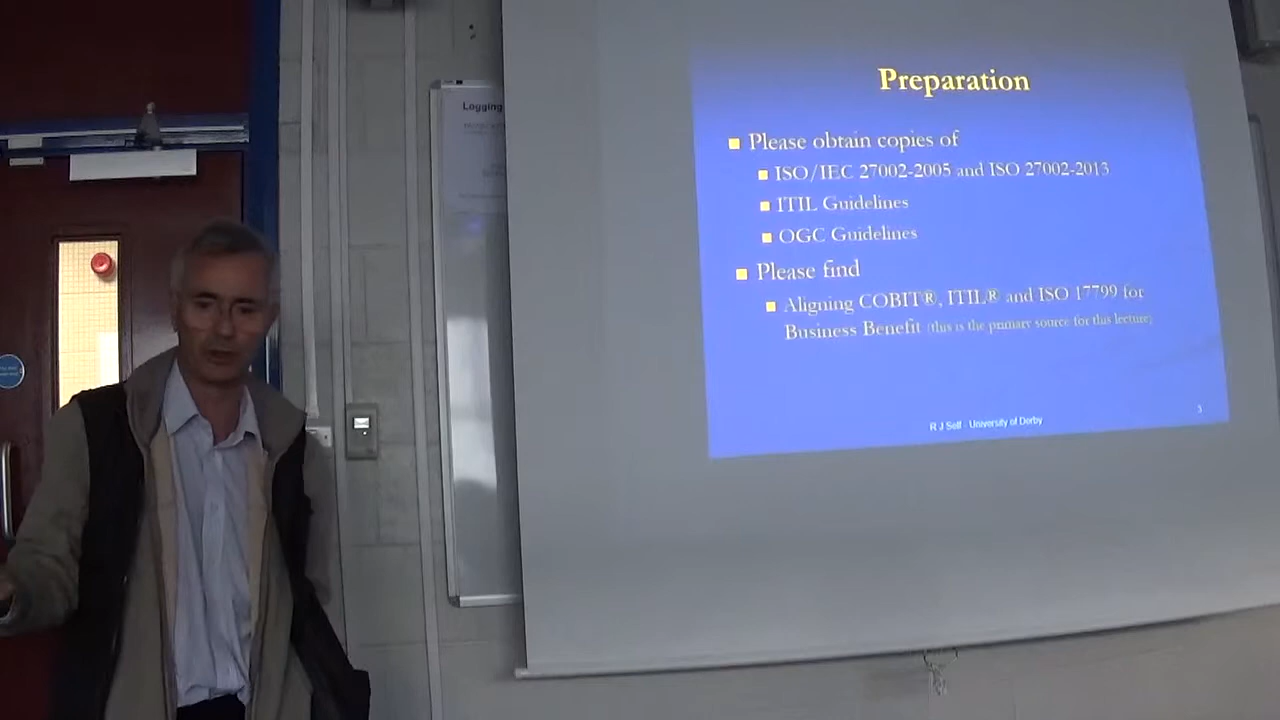 Logging
Preparation
Please obtain copies of
ISO/IEC 27002-2005 and ISO 27002-2013
ITIL Guidelines
OGC Guidelines
Please find
Aligning COBIT®, ITIL® and ISO 17799 for
Business Benefit (this is the primary source for this lecture)
R J Self - University of Derby
3